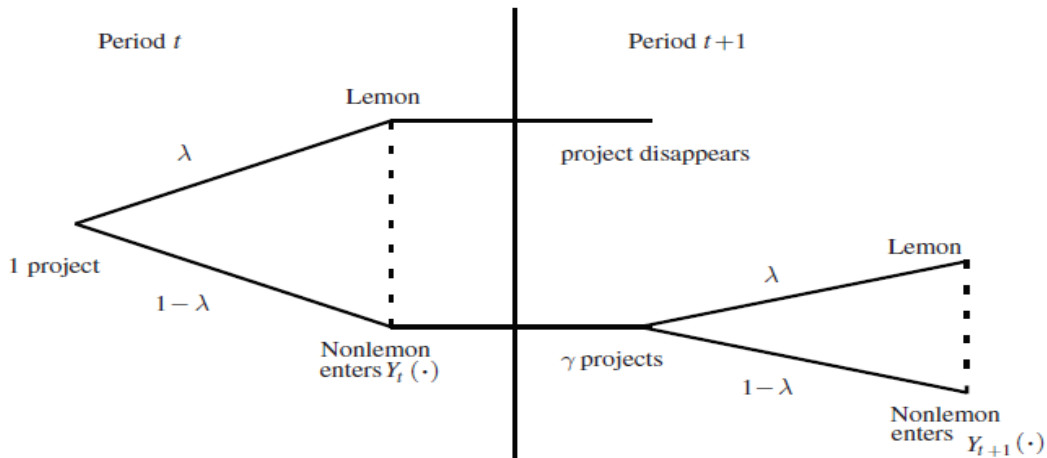 Period t
Period t+1
Lemon
λ
project disappears
1 project
Lemon
λ
1 − λ
Nonlemon
enters Y_t (·)
γ projects
1 − λ
Nonlemon
enters Y_{t+1} (·)